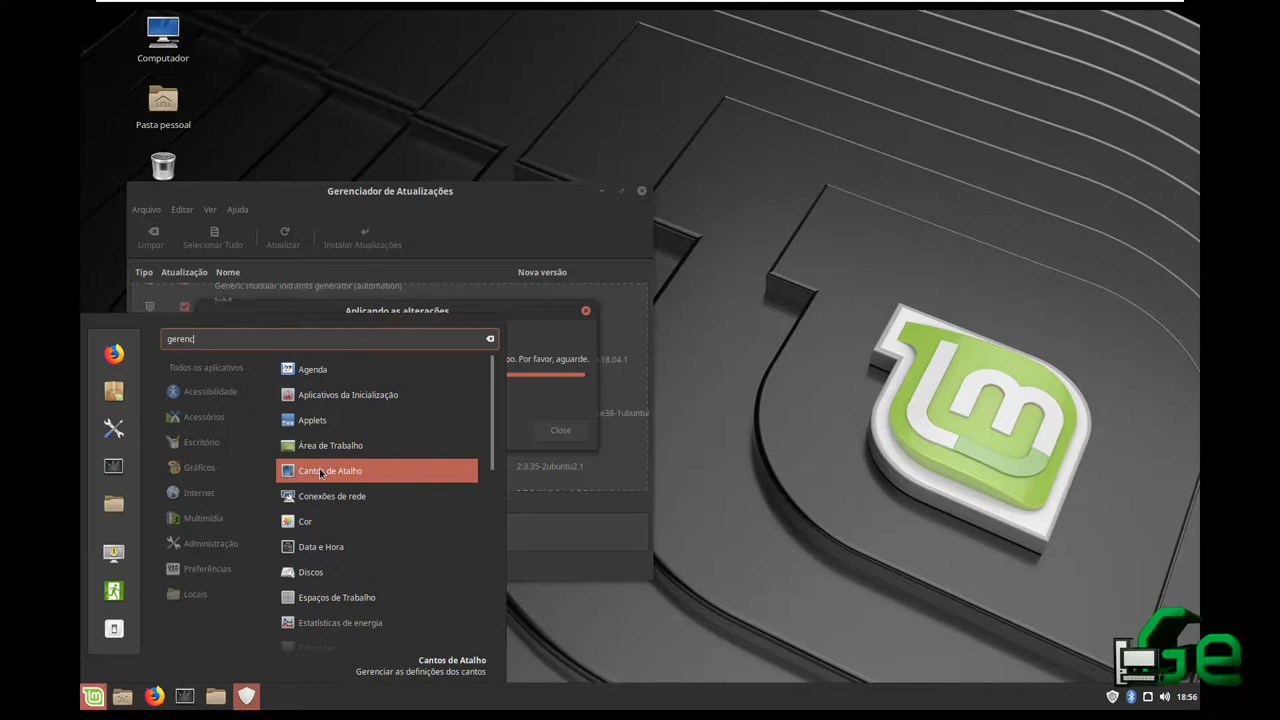 Computador
Pasta pessoal
Gerenciador de Atualizações
Arquivo Editar Ver Ajuda
Limpar Selecionar Tudo Atualizar Instalar Atualizações
Tipo Atualização Nome Nova versão
Generic modular initramfs generator (automation)
Aplicando as alterações
po. Por favor, aguarde.
18.04.1
e38-1ubuntu
Close
2:3.35-2ubuntu2.1
gerenc
Todos os aplicativos
Acessibilidade
Acessórios
Escritório
Gráficos
Internet
Multimídia
Administração
Preferências
Locais
Agenda
Aplicativos da Inicialização
Applets
Área de Trabalho
Cantos de Atalho
Conexões de rede
Cor
Data e Hora
Discos
Espaços de Trabalho
Estatísticas de energia
Cantos de Atalho
Gerenciar as definições dos cantos
18:56
Ge